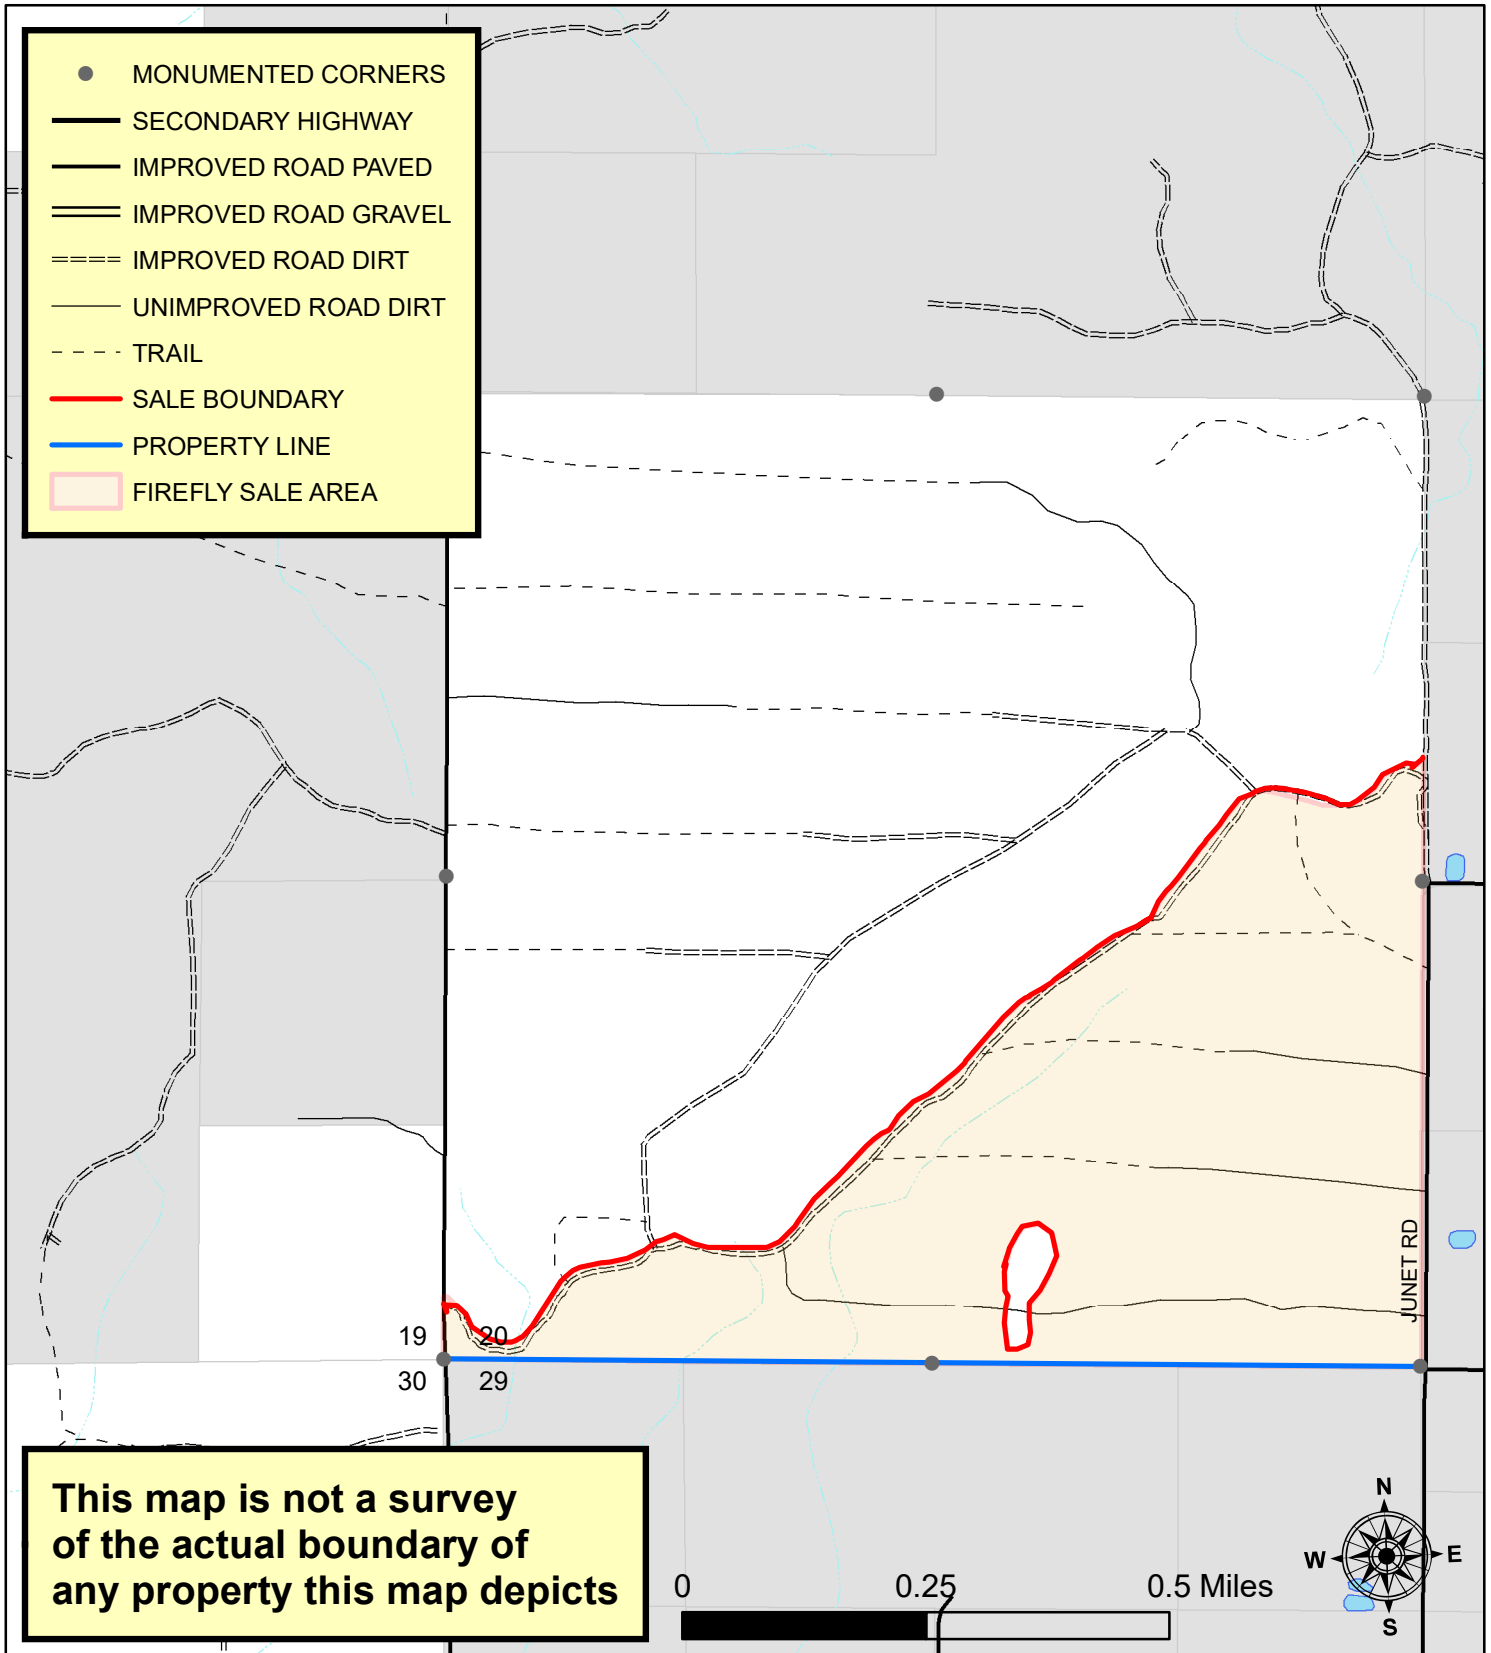 MONUMENTED CORNERS
SECONDARY HIGHWAY
IMPROVED ROAD PAVED
IMPROVED ROAD GRAVEL
IMPROVED ROAD DIRT
UNIMPROVED ROAD DIRT
TRAIL
SALE BOUNDARY
PROPERTY LINE
FIREFLY SALE AREA
JUNET RD
19 20
30 29
This map is not a survey
of the actual boundary of
any property this map depicts
0 0.25 0.5 Miles
N
W E
S